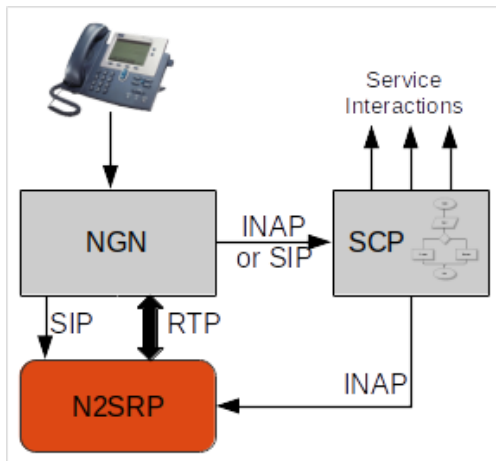 Service
Interactions
NGN
INAP
or SIP
SCP
SIP
RTP
INAP
N2SRP